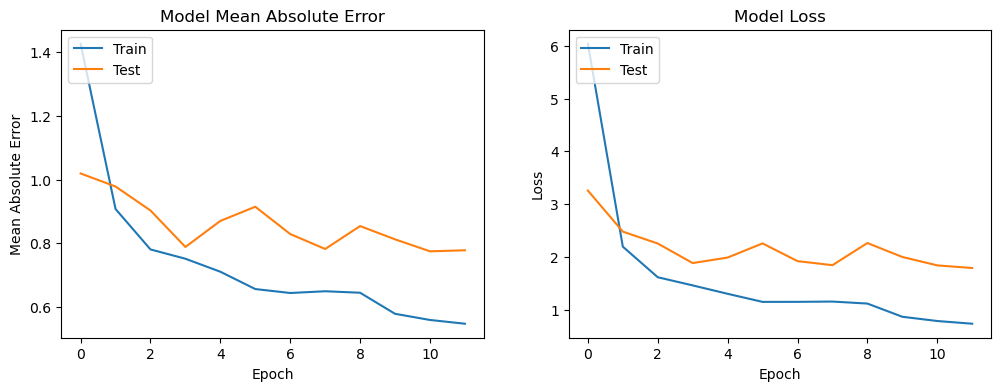 Model Mean Absolute Error
Train
Test
Mean Absolute Error
1.4
1.2
1.0
0.8
0.6
0 2 4 6 8 10
Epoch
Model Loss
Train
Test
Loss
6
5
4
3
2
1
0 2 4 6 8 10
Epoch